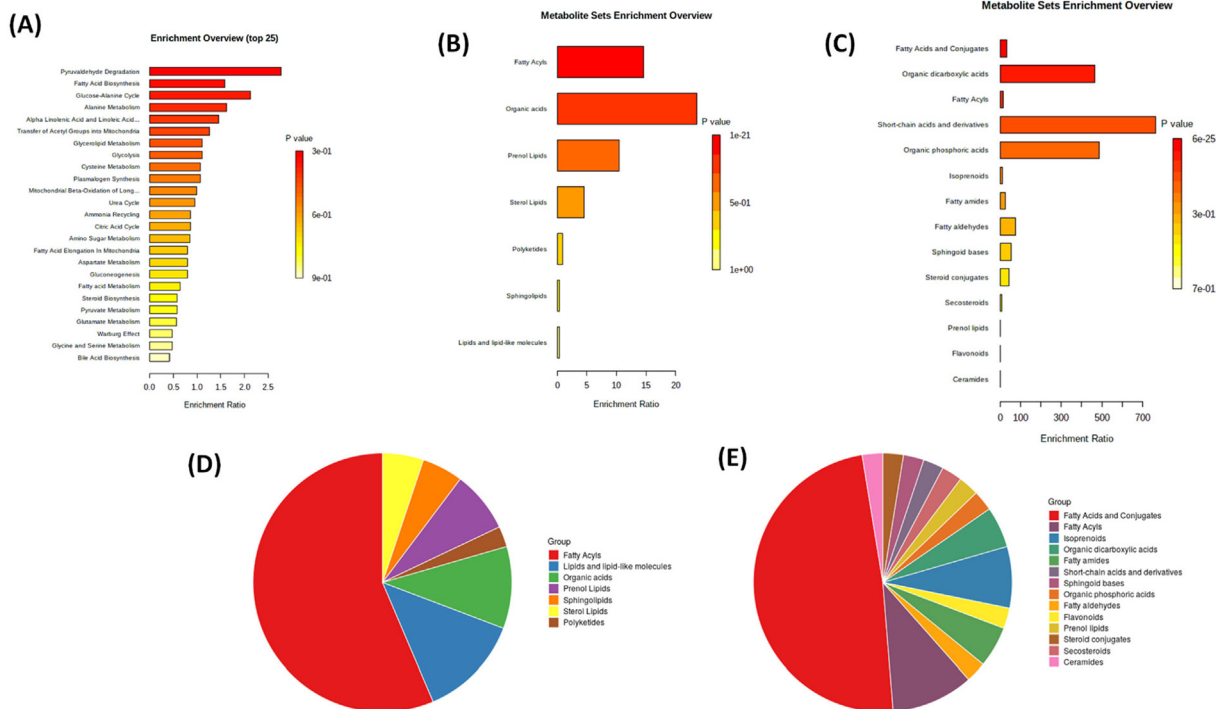 (A)
Enrichment Overview (top 25)
Pyruvaldehyde Degradation
Fatty Acid Biosynthesis
Glucose-Alanine Cycle
Alanine Metabolism
Alpha Linolenic Acid and Linoleic Acid...
Transfer of Acetyl Groups into Mitochondria
Glycerolipid Metabolism
Glycolysis
Cysteine Metabolism
Plasmalogen Synthesis
Mitochondrial Beta-Oxidation of Long...
Urea Cycle
Ammonia Recycling
Citric Acid Cycle
Amino Sugar Metabolism
Fatty Acid Elongation In Mitochondria
Aspartate Metabolism
Gluconeogenesis
Fatty acid Metabolism
Steroid Biosynthesis
Pyruvate Metabolism
Glutamate Metabolism
Warburg Effect
Glycine and Serine Metabolism
Bile Acid Biosynthesis
0.0 0.5 1.0 1.5 2.0 2.5
Enrichment Ratio
P value
3e-01
6e-01
9e-01
(B)
Metabolite Sets Enrichment Overview
Fatty Acyls
Organic acids
Prenol Lipids
Sterol Lipids
Polyketides
Sphingolipids
Lipids and lipid-like molecules
0 5 10 15 20
Enrichment Ratio
P value
1e-21
5e-01
1e+00
(C)
Metabolite Sets Enrichment Overview
Fatty Acids and Conjugates
Organic dicarboxylic acids
Fatty Acyls
Short-chain acids and derivatives
Organic phosphoric acids
Isoprenoids
Fatty amides
Fatty aldehydes
Sphingoid bases
Steroid conjugates
Secosteroids
Prenol lipids
Flavonoids
Ceramides
0 100 300 500 700
Enrichment Ratio
P value
6e-25
3e-01
7e-01
(D)
Group
Fatty Acyls
Lipids and lipid-like molecules
Organic acids
Prenol Lipids
Sphingolipids
Sterol Lipids
Polyketides
(E)
Group
Fatty Acids and Conjugates
Fatty Acyls
Isoprenoids
Organic dicarboxylic acids
Fatty amides
Short-chain acids and derivatives
Sphingoid bases
Organic phosphoric acids
Fatty aldehydes
Flavonoids
Prenol lipids
Steroid conjugates
Secosteroids
Ceramides